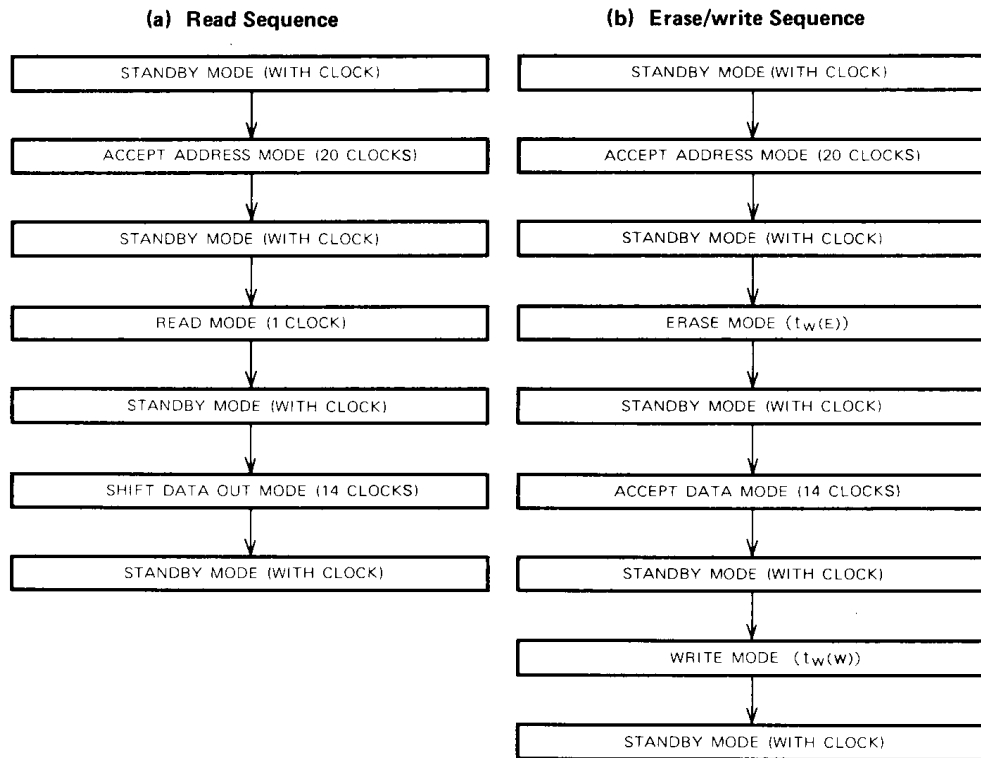 (a) Read Sequence
STANDBY MODE (WITH CLOCK)
ACCEPT ADDRESS MODE (20 CLOCKS)
STANDBY MODE (WITH CLOCK)
READ MODE (1 CLOCK)
STANDBY MODE (WITH CLOCK)
SHIFT DATA OUT MODE (14 CLOCKS)
STANDBY MODE (WITH CLOCK)
(b) Erase/write Sequence
STANDBY MODE (WITH CLOCK)
ACCEPT ADDRESS MODE (20 CLOCKS)
STANDBY MODE (WITH CLOCK)
ERASE MODE (tW(E))
STANDBY MODE (WITH CLOCK)
ACCEPT DATA MODE (14 CLOCKS)
STANDBY MODE (WITH CLOCK)
WRITE MODE (tW(W))
STANDBY MODE (WITH CLOCK)